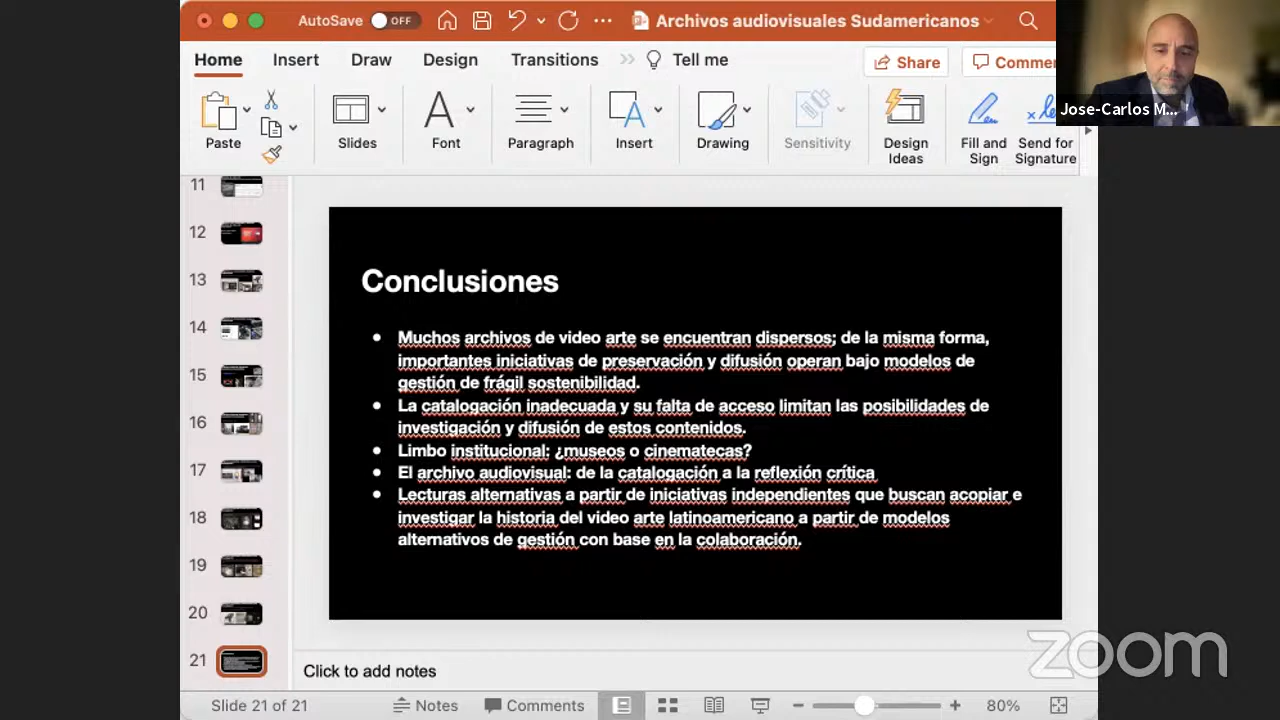 AutoSave OFF
Archivos audiovisuales Sudamericanos
Home Insert Draw Design Transitions Tell me Share Commen
Paste Slides Font Paragraph Insert Drawing Sensitivity Design Ideas Fill and Sign Send for Signature
Jose-Carlos M...
11
12
13
14
15
16
17
18
19
20
21
Conclusiones
Muchos archivos de video arte se encuentran dispersos; de la misma forma,
importantes iniciativas de preservación y difusión operan bajo modelos de
gestión de frágil sostenibilidad.
La catalogación inadecuada y su falta de acceso limitan las posibilidades de
investigación y difusión de estos contenidos.
Limbo institucional: ¿museos o cinematecas?
El archivo audiovisual: de la catalogación a la reflexión crítica
Lecturas alternativas a partir de iniciativas independientes que buscan acopiar e
investigar la historia del video arte latinoamericano a partir de modelos
alternativos de gestión con base en la colaboración.
Click to add notes
zoom
Slide 21 of 21 Notes Comments 80%